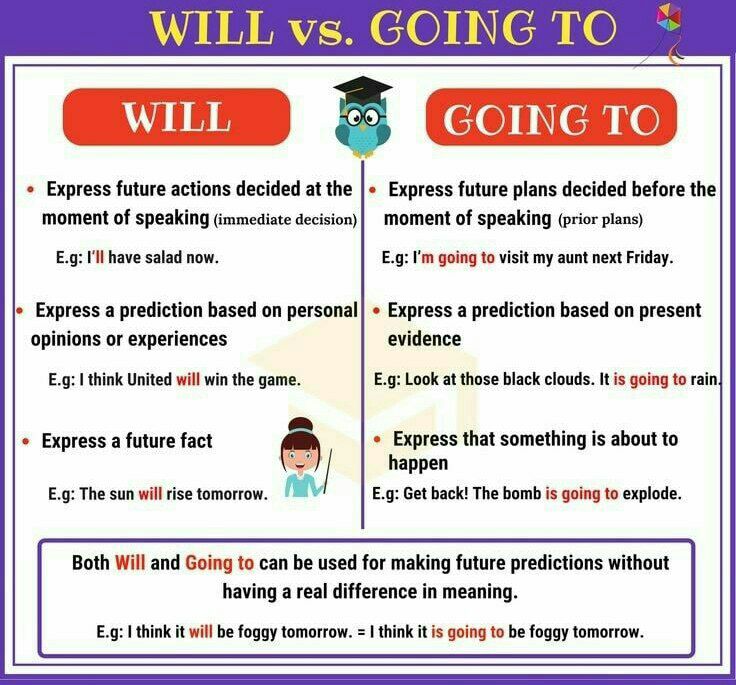 WILL vs. GOING TO
WILL
• Express future actions decided at the
moment of speaking (immediate decision)
E.g: I'll have salad now.
• Express a prediction based on personal
opinions or experiences
E.g: I think United will win the game.
• Express a future fact
E.g: The sun will rise tomorrow.
GOING TO
• Express future plans decided before the
moment of speaking (prior plans)
E.g: I'm going to visit my aunt next Friday.
• Express a prediction based on present
evidence
E.g: Look at those black clouds. It is going to rain.
• Express that something is about to
happen
E.g: Get back! The bomb is going to explode.
Both Will and Going to can be used for making future predictions without
having a real difference in meaning.
E.g: I think it will be foggy tomorrow. = I think it is going to be foggy tomorrow.